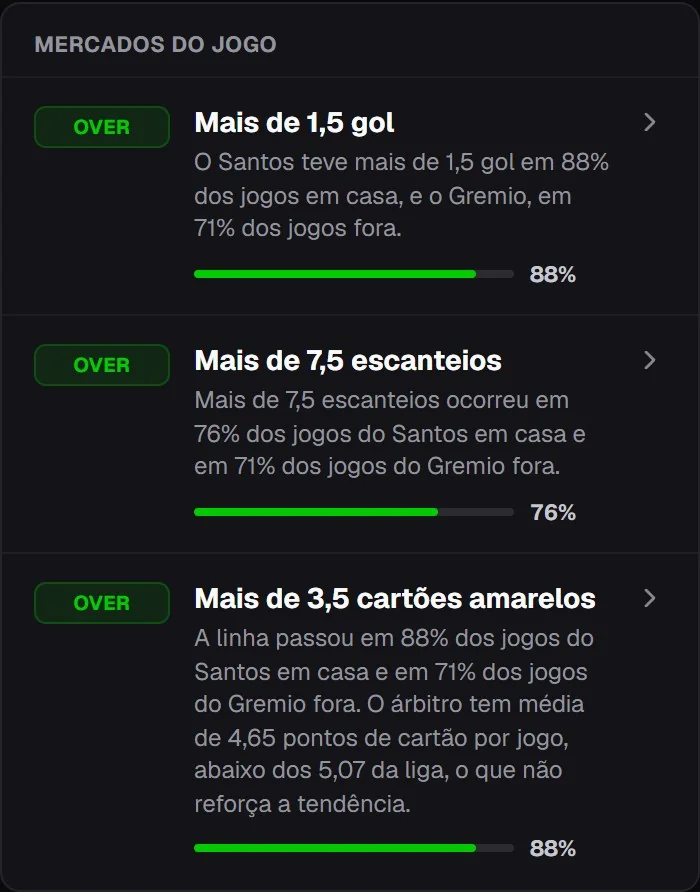 MERCADOS DO JOGO
OVER
Mais de 1,5 gol
O Santos teve mais de 1,5 gol em 88%
dos jogos em casa, e o Gremio, em
71% dos jogos fora.
88%
OVER
Mais de 7,5 escanteios
Mais de 7,5 escanteios ocorreu em
76% dos jogos do Santos em casa e
em 71% dos jogos do Gremio fora.
76%
OVER
Mais de 3,5 cartões amarelos
A linha passou em 88% dos jogos do
Santos em casa e em 71% dos jogos
do Gremio fora. O árbitro tem média
de 4,65 pontos de cartão por jogo,
abaixo dos 5,07 da liga, o que não
reforça a tendência.
88%